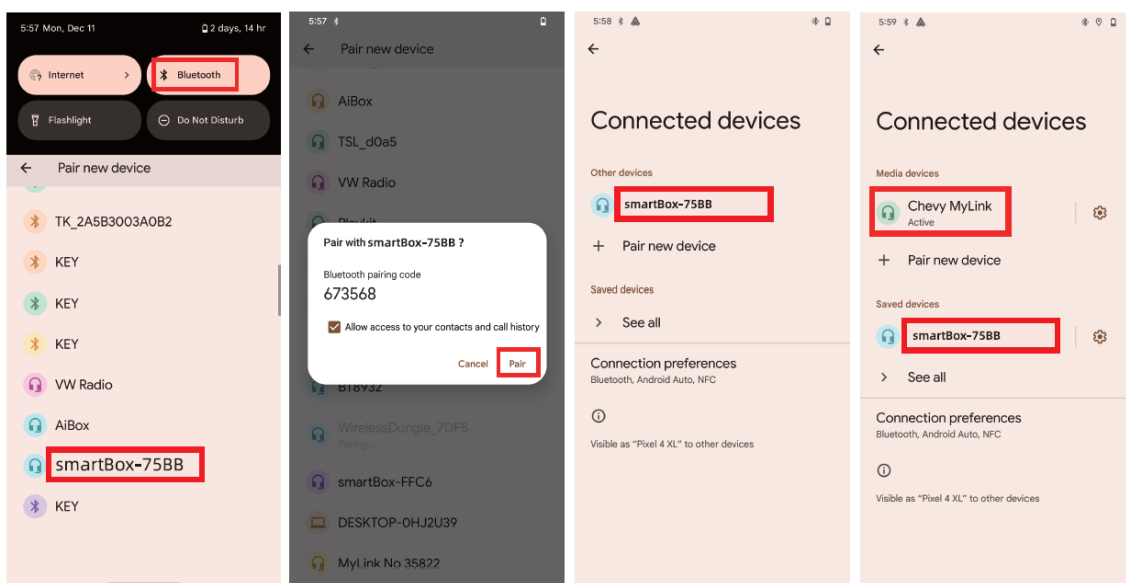 5:57 Mon, Dec 11
2 days, 14 hr
Internet
Bluetooth
Flashlight
Do Not Disturb
Pair new device
TK_2A5B3003A0B2
KEY
KEY
KEY
VW Radio
AiBox
smartBox-75BB
KEY
5:57
Pair new device
AiBox
TSL_d0a5
VW Radio
Pair with smartBox-75BB ?
Bluetooth pairing code
673568
Allow access to your contacts and call history
Cancel
Pair
BT8932
WirelessDongle_7DF5
Pairing...
smartBox-FFC6
DESKTOP-0HJ2U39
MyLink No 35822
5:58
Connected devices
Other devices
smartBox-75BB
Pair new device
Saved devices
See all
Connection preferences
Bluetooth, Android Auto, NFC
Visible as "Pixel 4 XL" to other devices
5:59
Connected devices
Media devices
Chevy MyLink
Active
Pair new device
Saved devices
smartBox-75BB
See all
Connection preferences
Bluetooth, Android Auto, NFC
Visible as "Pixel 4 XL" to other devices